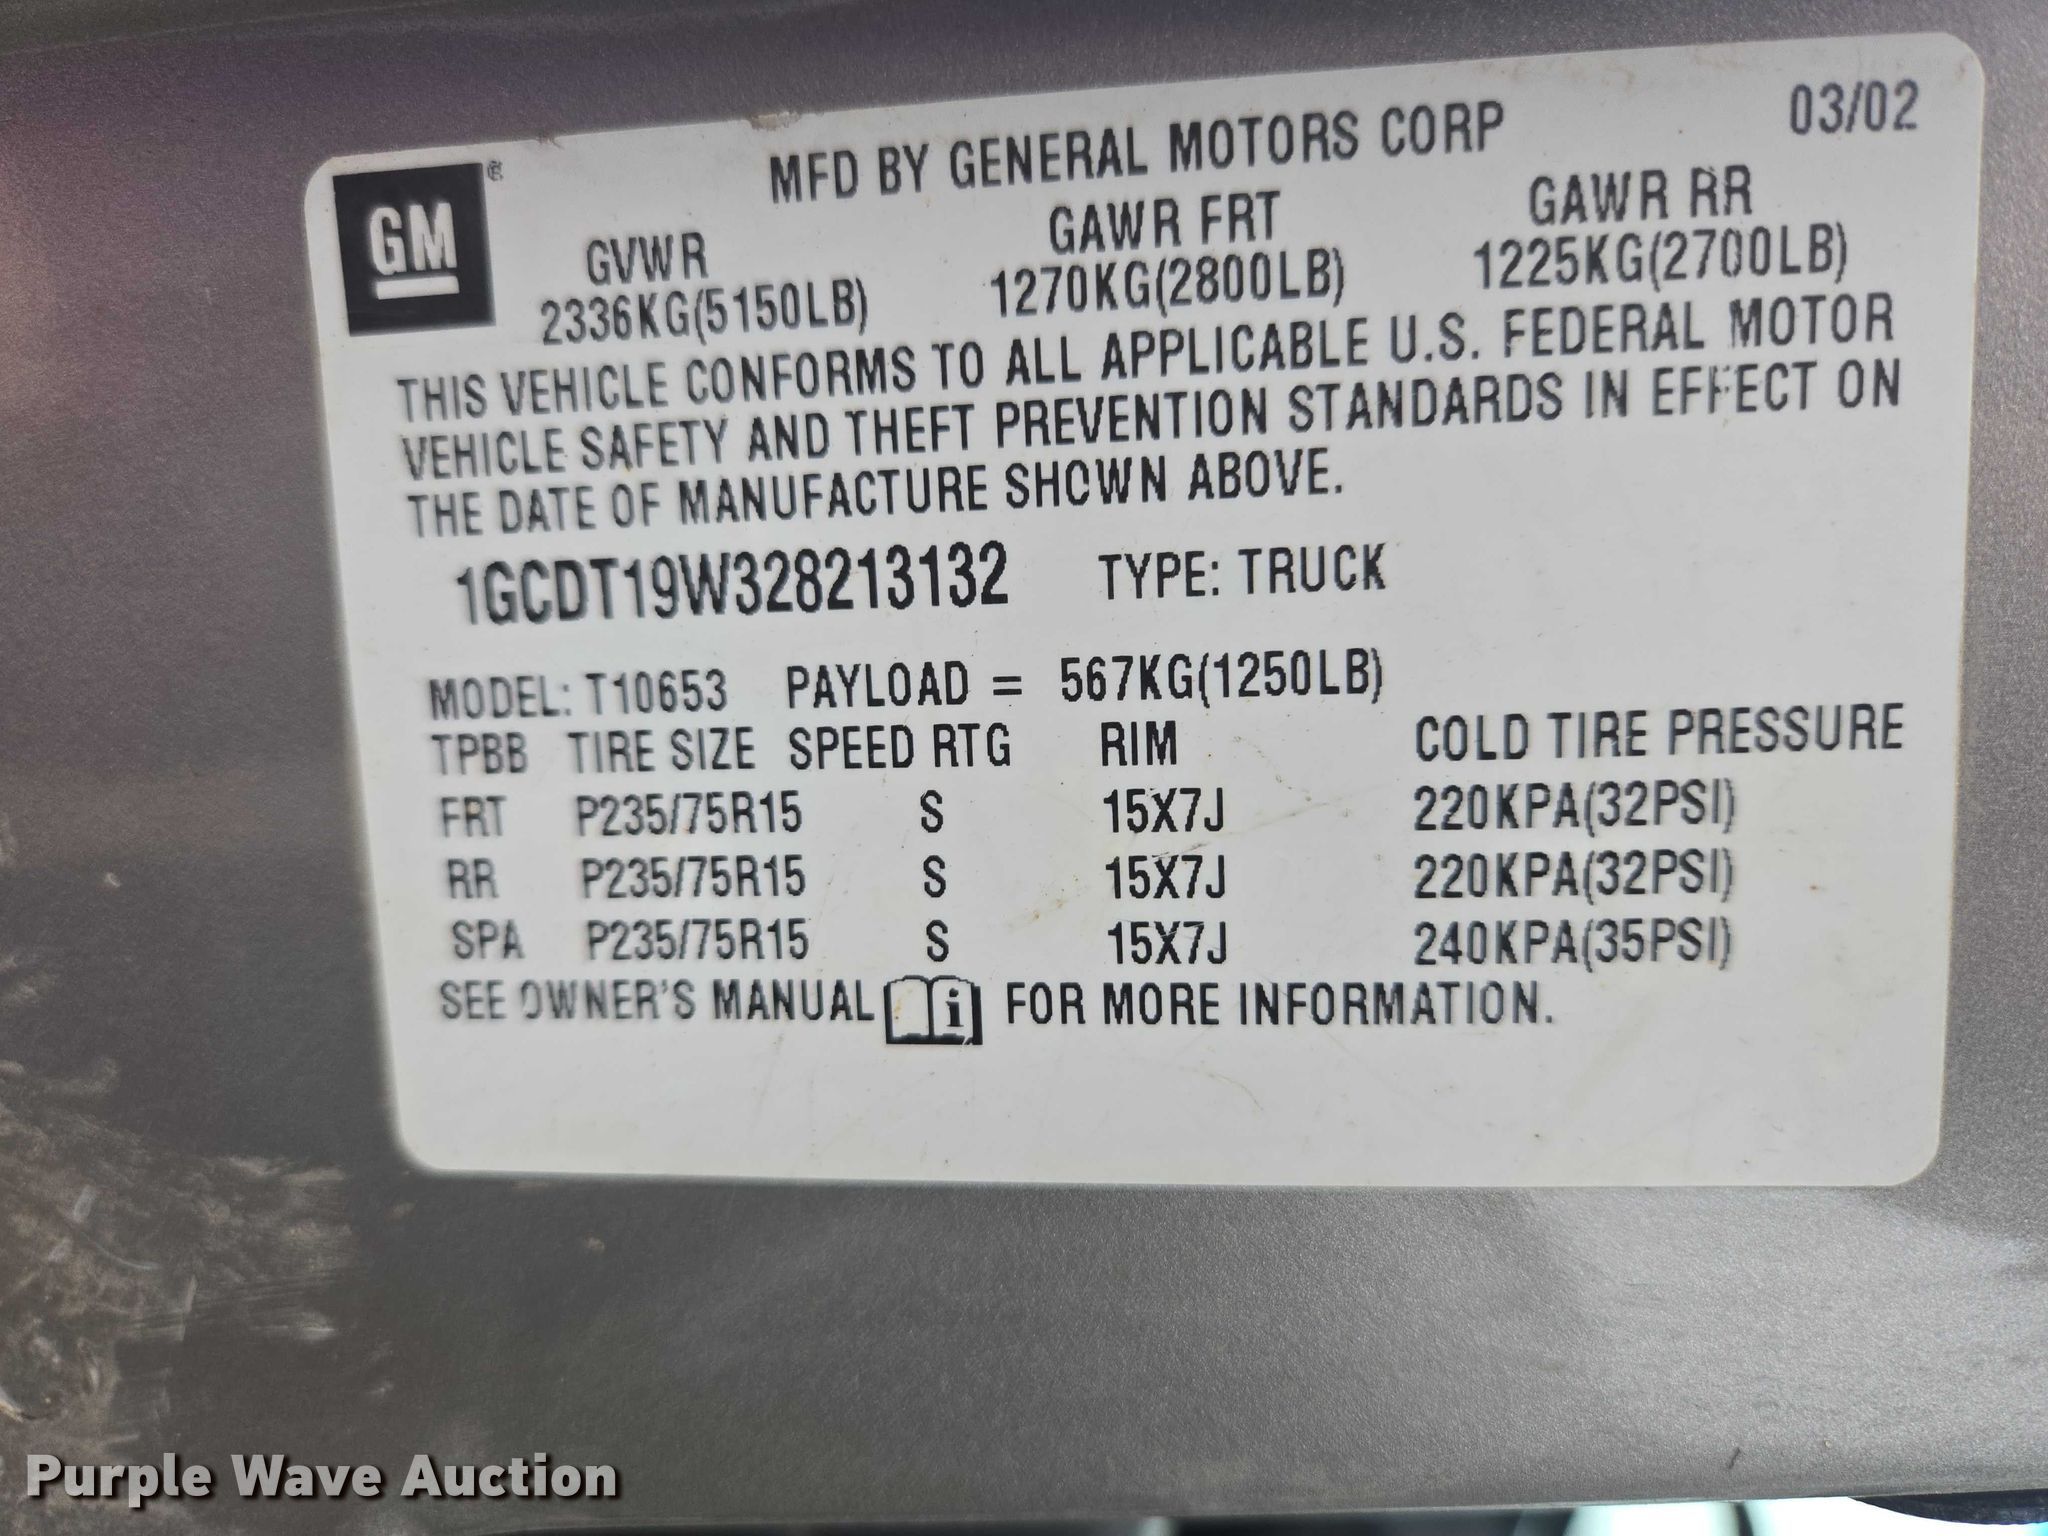 MFD BY GENERAL MOTORS CORP 03/02
GM
GVWR GAWR FRT GAWR RR
2336KG(5150LB) 1270KG(2800LB) 1225KG(2700LB)
THIS VEHICLE CONFORMS TO ALL APPLICABLE U.S. FEDERAL MOTOR
VEHICLE SAFETY AND THEFT PREVENTION STANDARDS IN EFFECT ON
THE DATE OF MANUFACTURE SHOWN ABOVE.
1GCDT19W328213132 TYPE: TRUCK
MODEL: T10653 PAYLOAD = 567KG(1250LB)
TPBB TIRE SIZE SPEED RTG RIM COLD TIRE PRESSURE
FRT P235/75R15 S 15X7J 220KPA(32PSI)
RR P235/75R15 S 15X7J 220KPA(32PSI)
SPA P235/75R15 S 15X7J 240KPA(35PSI)
SEE OWNER'S MANUAL i FOR MORE INFORMATION.
Purple Wave Auction